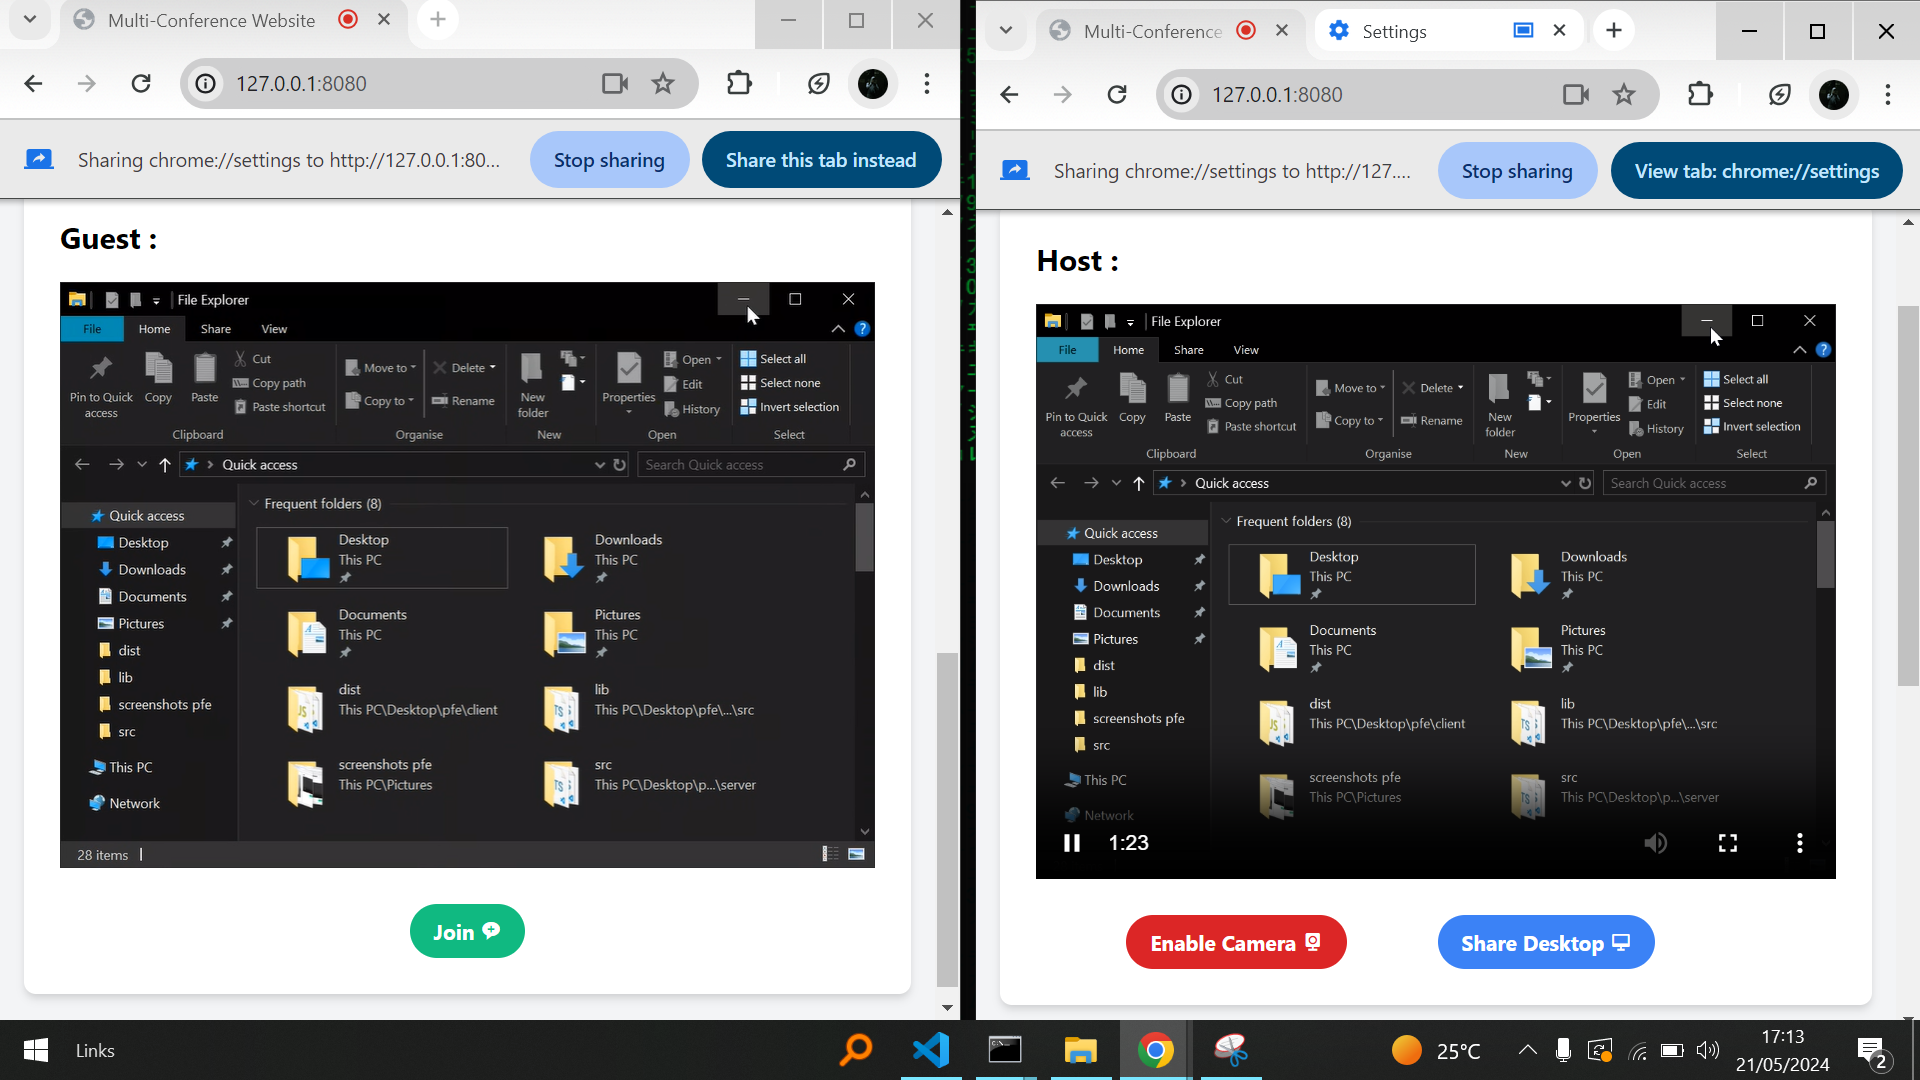 Multi-Conference Website
127.0.0.1:8080
Sharing chrome://settings to http://127.0.0.1:80...
Stop sharing
Share this tab instead
Guest :
File Explorer
File
Home
Share
View
Pin to Quick access
Copy
Paste
Cut
Copy path
Paste shortcut
Clipboard
Move to
Copy to
Delete
Rename
Organise
New folder
New
Properties
Open
Edit
History
Open
Select all
Select none
Invert selection
Select
Quick access
Search Quick access
Quick access
Desktop
Downloads
Documents
Pictures
dist
lib
screenshots pfe
src
This PC
Network
Frequent folders (8)
Desktop
This PC
Downloads
This PC
Documents
This PC
Pictures
This PC
dist
This PC\Desktop\pfe\client
lib
This PC\Desktop\pfe\...\src
screenshots pfe
This PC\Pictures
src
This PC\Desktop\p...\server
28 items
Join
Multi-Conference
Settings
127.0.0.1:8080
Sharing chrome://settings to http://127....
Stop sharing
View tab: chrome://settings
Host :
File Explorer
File
Home
Share
View
Pin to Quick access
Copy
Paste
Cut
Copy path
Paste shortcut
Clipboard
Move to
Copy to
Delete
Rename
Organise
New folder
New
Properties
Open
Edit
History
Open
Select all
Select none
Invert selection
Select
Quick access
Search Quick access
Quick access
Desktop
Downloads
Documents
Pictures
dist
lib
screenshots pfe
src
This PC
Network
Frequent folders (8)
Desktop
This PC
Downloads
This PC
Documents
This PC
Pictures
This PC
dist
This PC\Desktop\pfe\client
lib
This PC\Desktop\pfe\...\src
screenshots pfe
This PC\Pictures
src
This PC\Desktop\p...\server
1:23
Enable Camera
Share Desktop
Links
25°C
17:13
21/05/2024
2